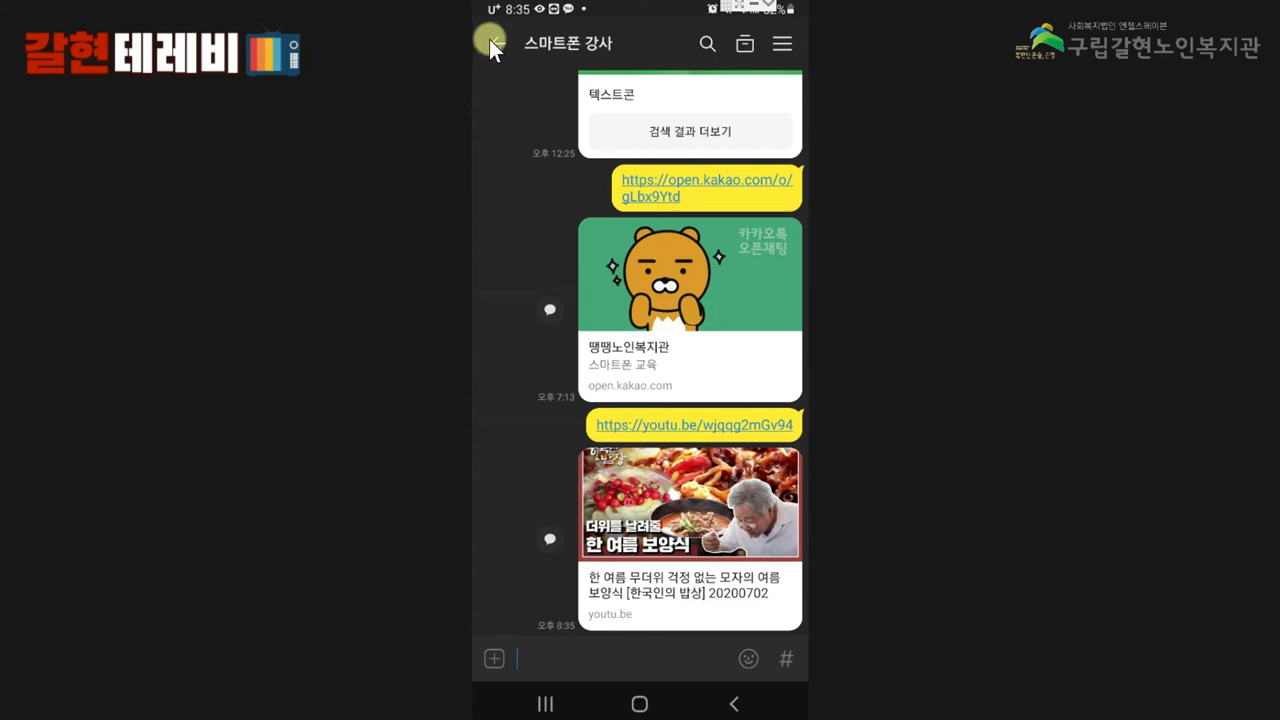 갈현테레비
사회복지법인 엔젤스헤이븐
구립갈현노인복지관
U+ 8:35
스마트폰 강사
텍스트콘
검색 결과 더보기
오후 12:25
https://open.kakao.com/o/
gLbx9Ytd
카카오톡
오픈채팅
땡땡노인복지관
스마트폰 교육
open.kakao.com
오후 7:13
https://youtu.be/wjqqg2mGv94
더위를 날려줄
한 여름 보양식
한 여름 무더위 걱정 없는 모자의 여름
보양식 [한국인의 밥상] 20200702
youtu.be
오후 8:35
#